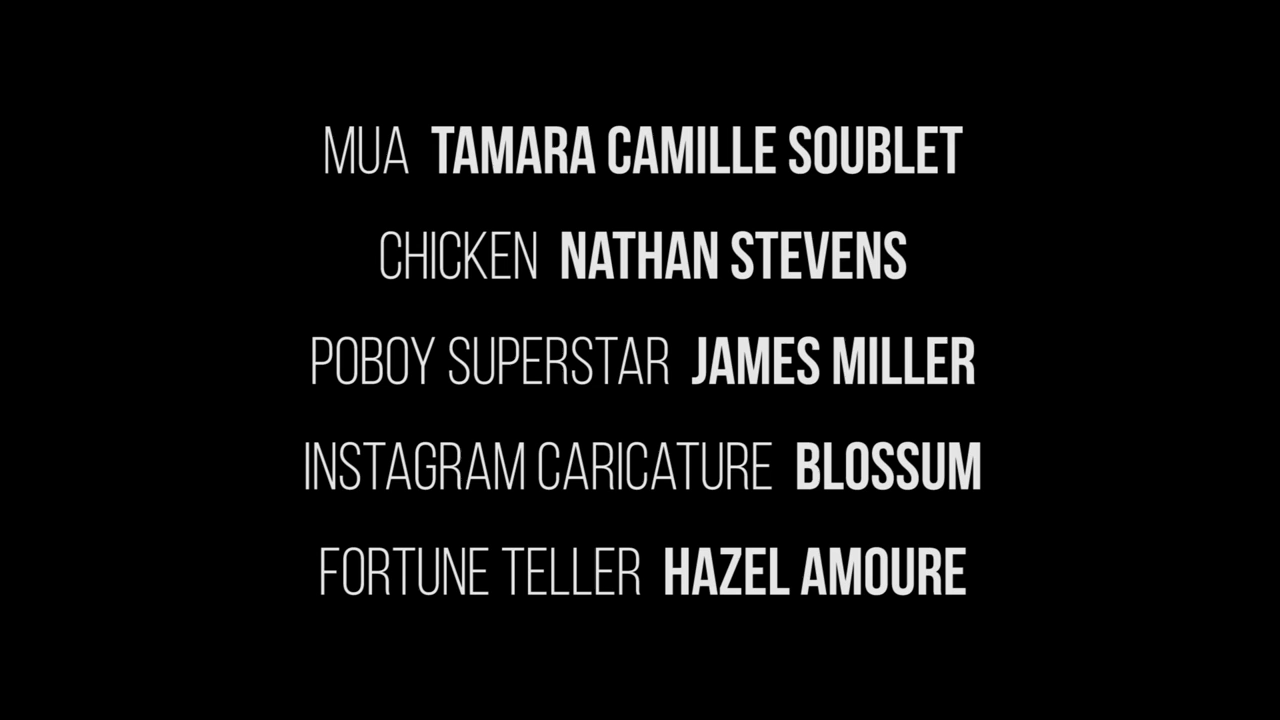 MUA TAMARA CAMILLE SOUBLET
CHICKEN NATHAN STEVENS
POBOY SUPERSTAR JAMES MILLER
INSTAGRAM CARICATURE BLOSSUM
FORTUNE TELLER HAZEL AMOURE